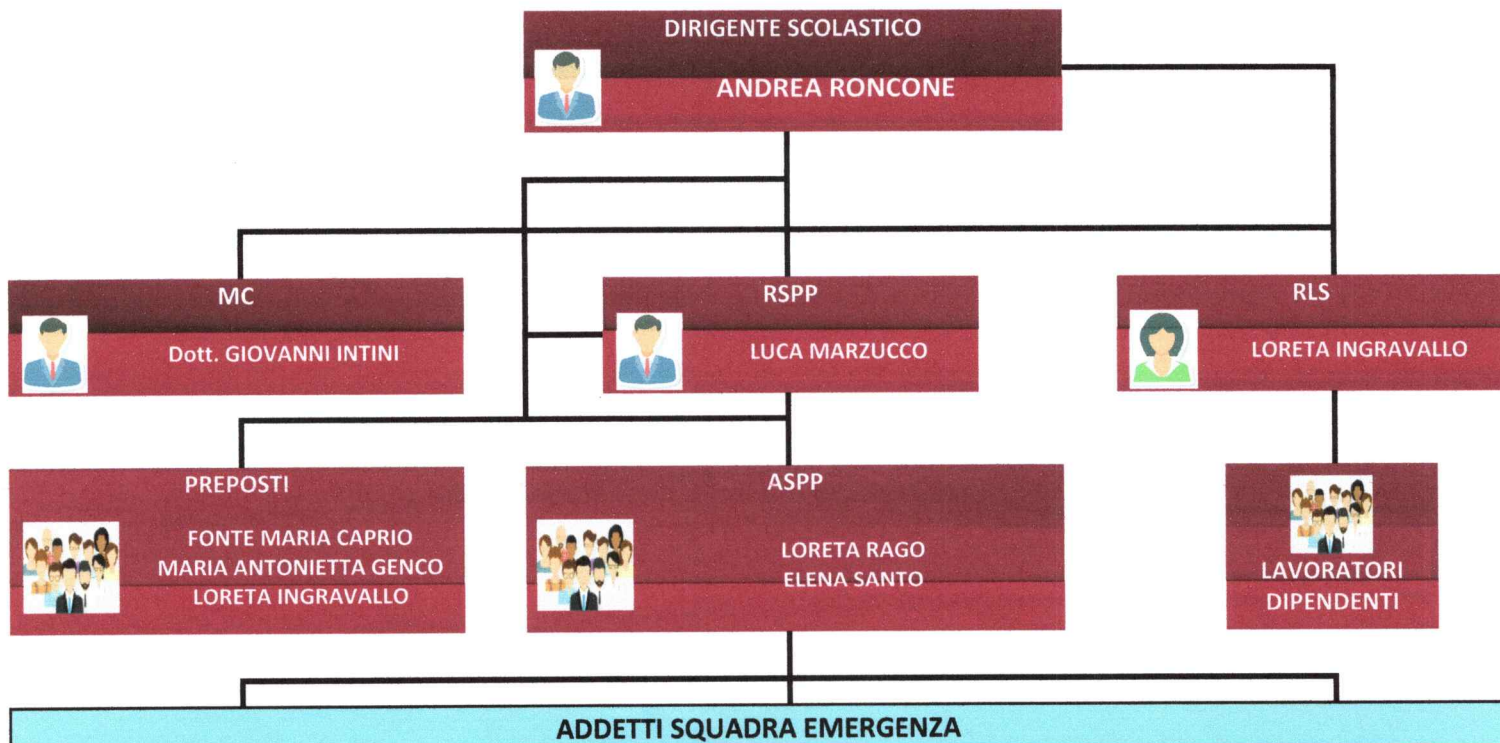 DIRIGENTE SCOLASTICO
ANDREA RONCONE
MC
Dott. GIOVANNI INTINI
RSPP
LUCA MARZUCCO
RLS
LORETA INGRAVALLO
PREPOSTI
FONTE MARIA CAPRIO
MARIA ANTONIETTA GENCO
LORETA INGRAVALLO
ASPP
LORETA RAGO
ELENA SANTO
LAVORATORI
DIPENDENTI
ADDETTI SQUADRA EMERGENZA